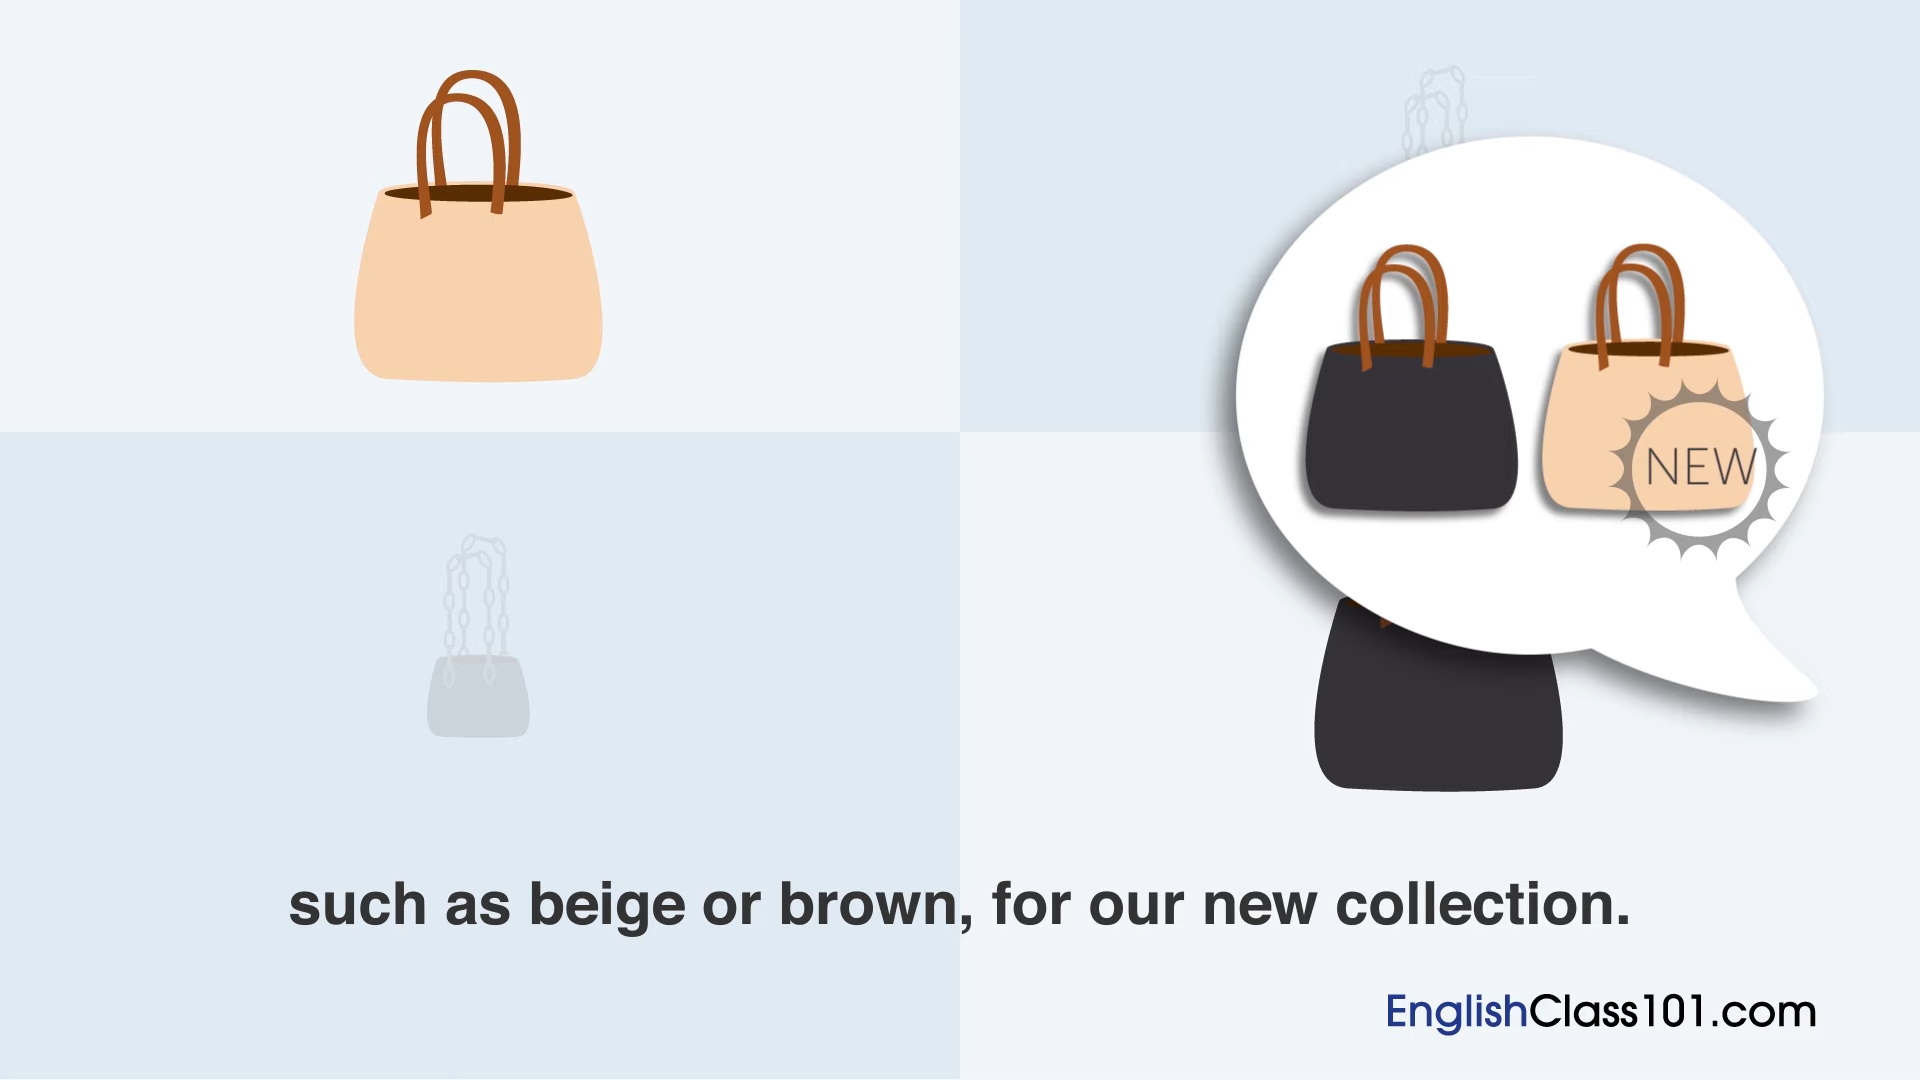 NEW
such as beige or brown, for our new collection.
EnglishClass101.com